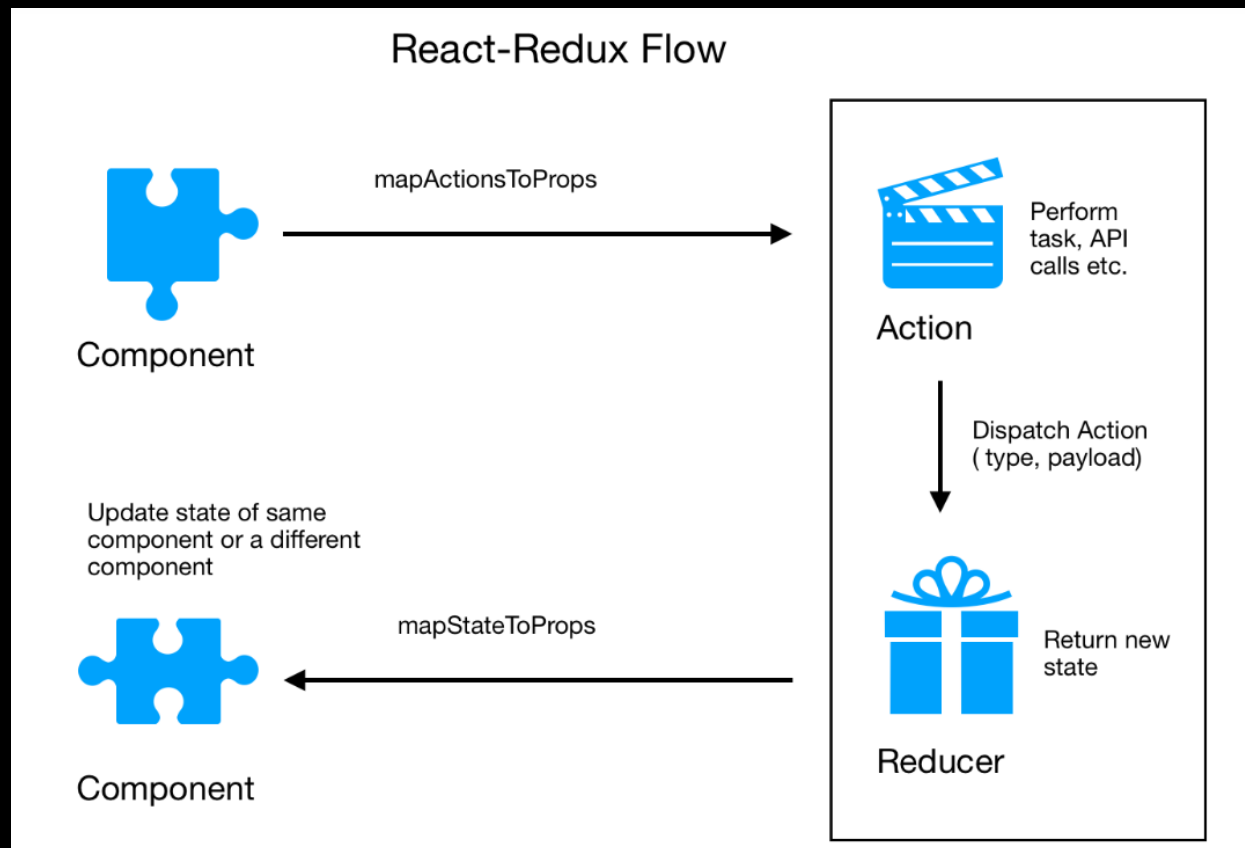 React-Redux Flow
mapActionsToProps
Perform
task, API
calls etc.
Component
Action
Dispatch Action
( type, payload)
Update state of same
component or a different
component
mapStateToProps
Return new
state
Component
Reducer